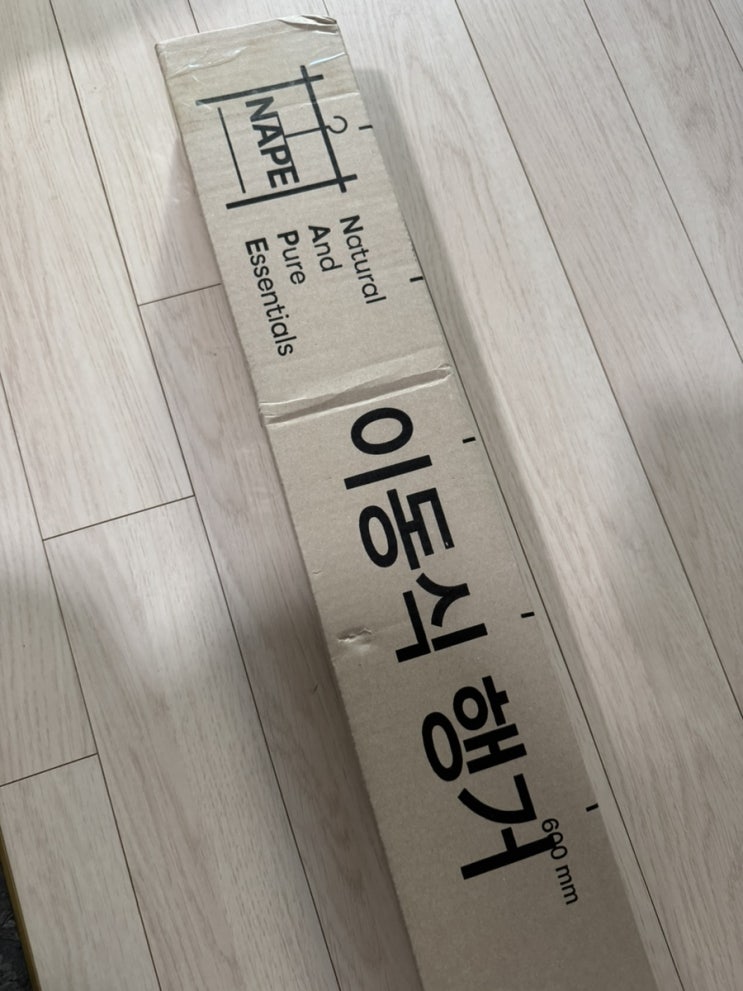 NAPE
Natural
And
Pure
Essentials
이동식 행거
600 mm